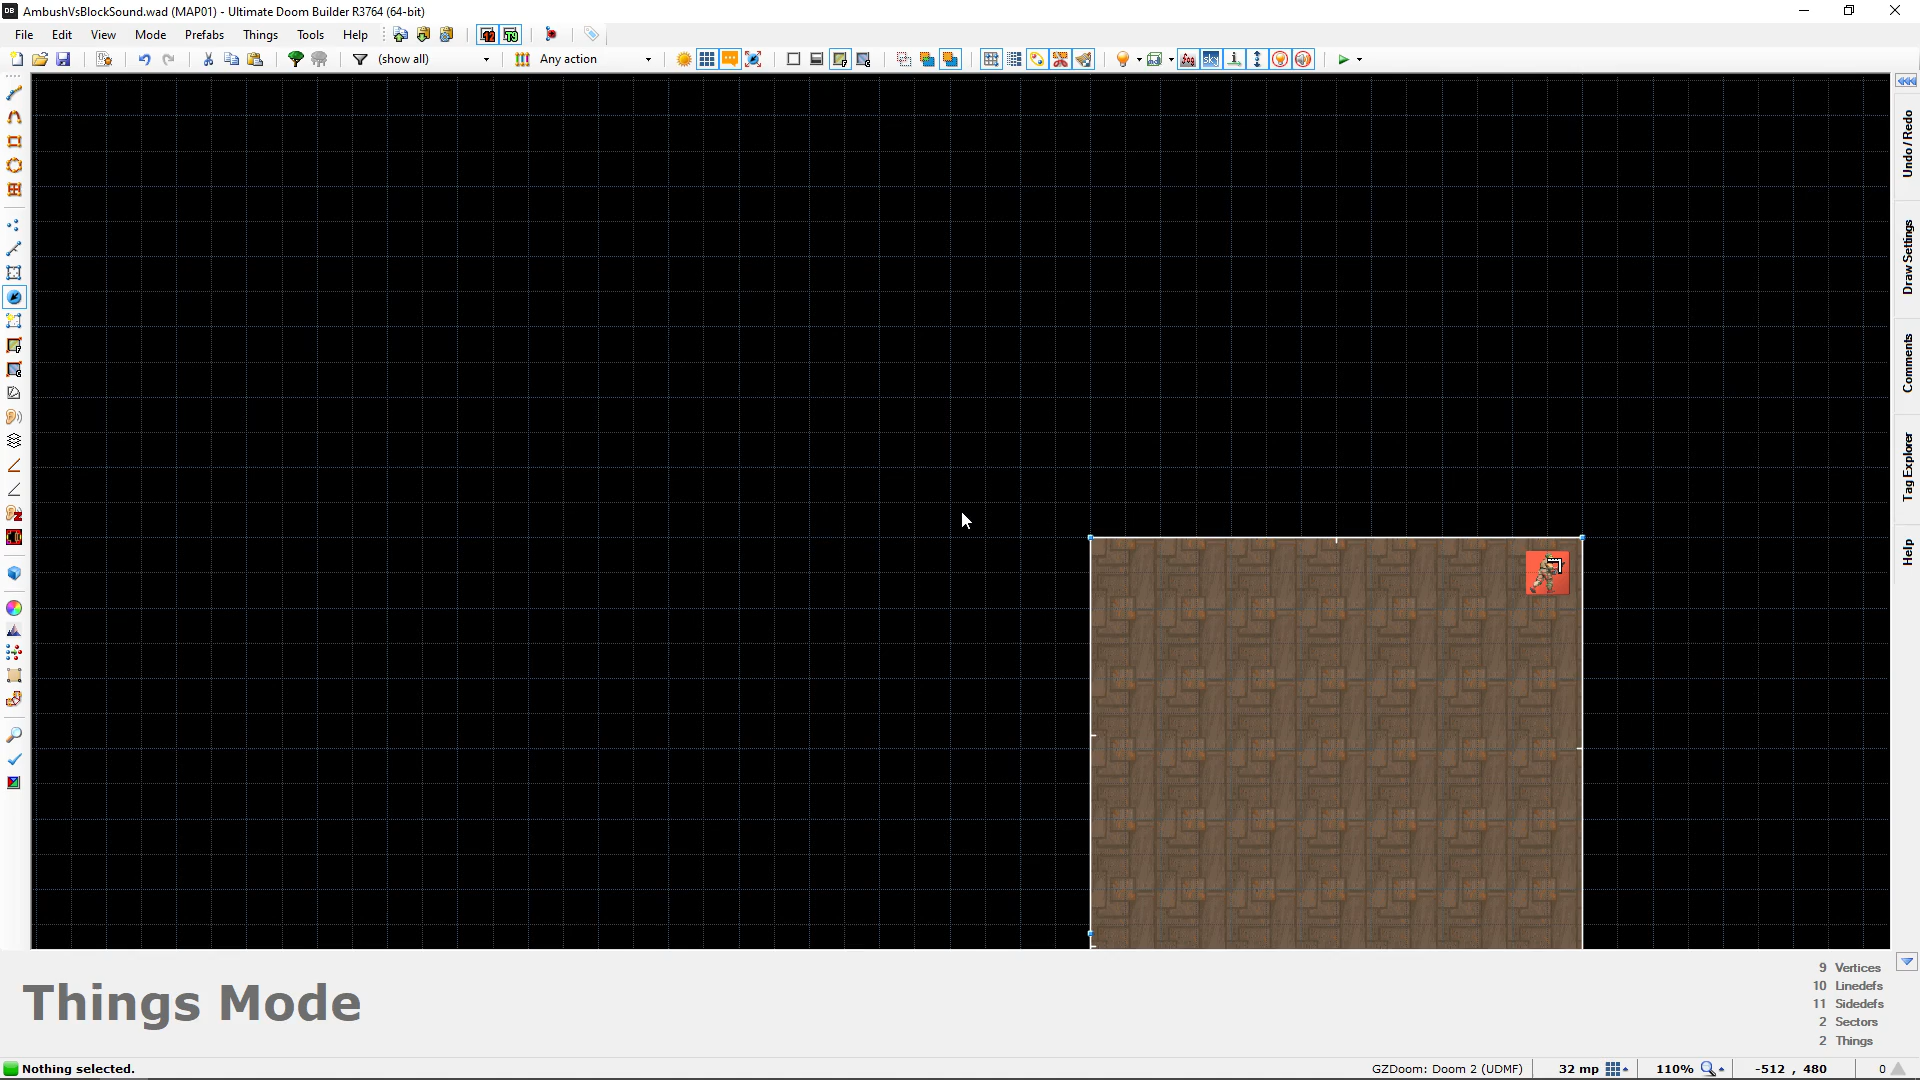 AmbushVsBlockSound.wad (MAP01) - Ultimate Doom Builder R3764 (64-bit)
File Edit View Mode Prefabs Things Tools Help
(show all) Any action
Undo / Redo
Draw Settings
Comments
Tag Explorer
Help
Things Mode
9 Vertices
10 Linedefs
11 Sidedefs
2 Sectors
2 Things
Nothing selected. GZDoom: Doom 2 (UDMF) 32 mp 110% -512 , 480 0